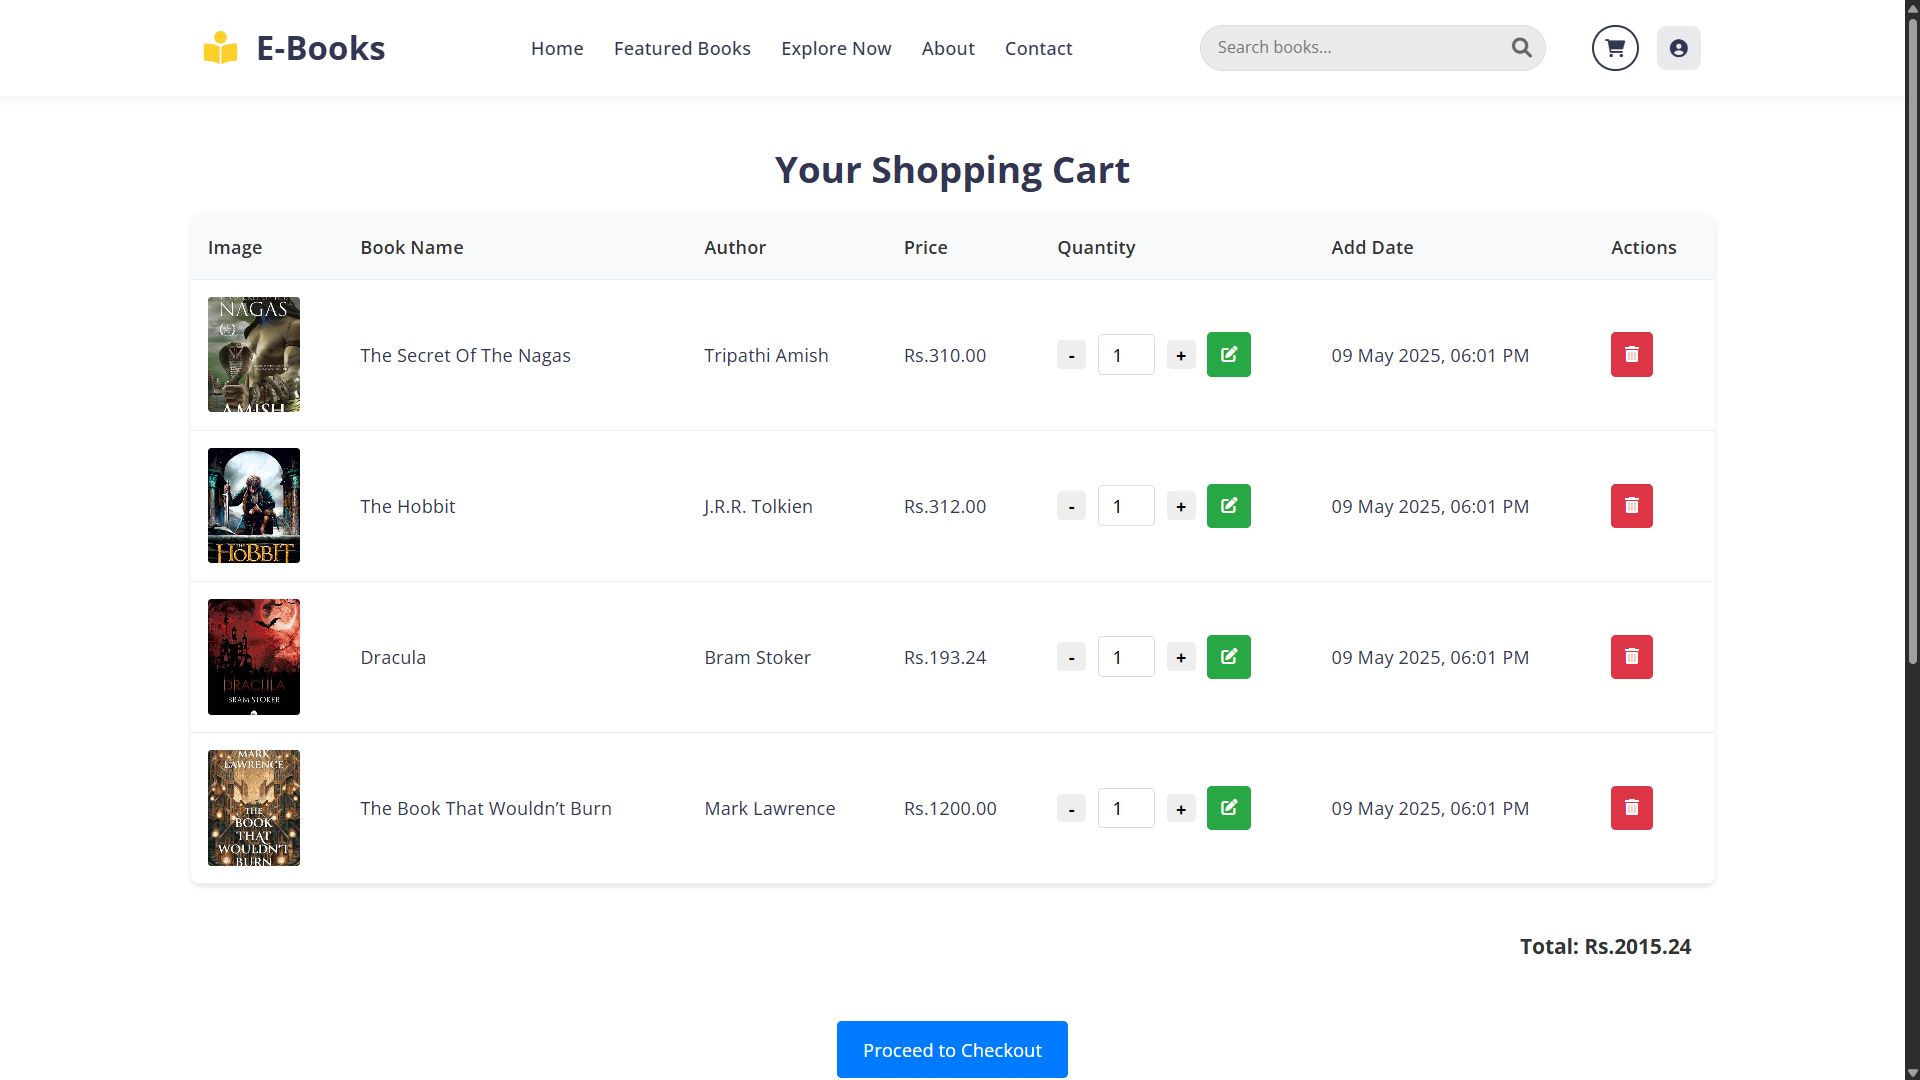 E-Books
Home Featured Books Explore Now About Contact
Search books...
Your Shopping Cart
Image Book Name Author Price Quantity Add Date Actions
NAGAS
AMISH
The Secret Of The Nagas Tripathi Amish Rs.310.00 - 1 + 09 May 2025, 06:01 PM
THE
HOBBIT
The Hobbit J.R.R. Tolkien Rs.312.00 - 1 + 09 May 2025, 06:01 PM
DRACULA
BRAM STOKER
Dracula Bram Stoker Rs.193.24 - 1 + 09 May 2025, 06:01 PM
MARK
LAWRENCE
THE
BOOK
THAT
WOULDN'T
BURN
The Book That Wouldn’t Burn Mark Lawrence Rs.1200.00 - 1 + 09 May 2025, 06:01 PM
Total: Rs.2015.24
Proceed to Checkout